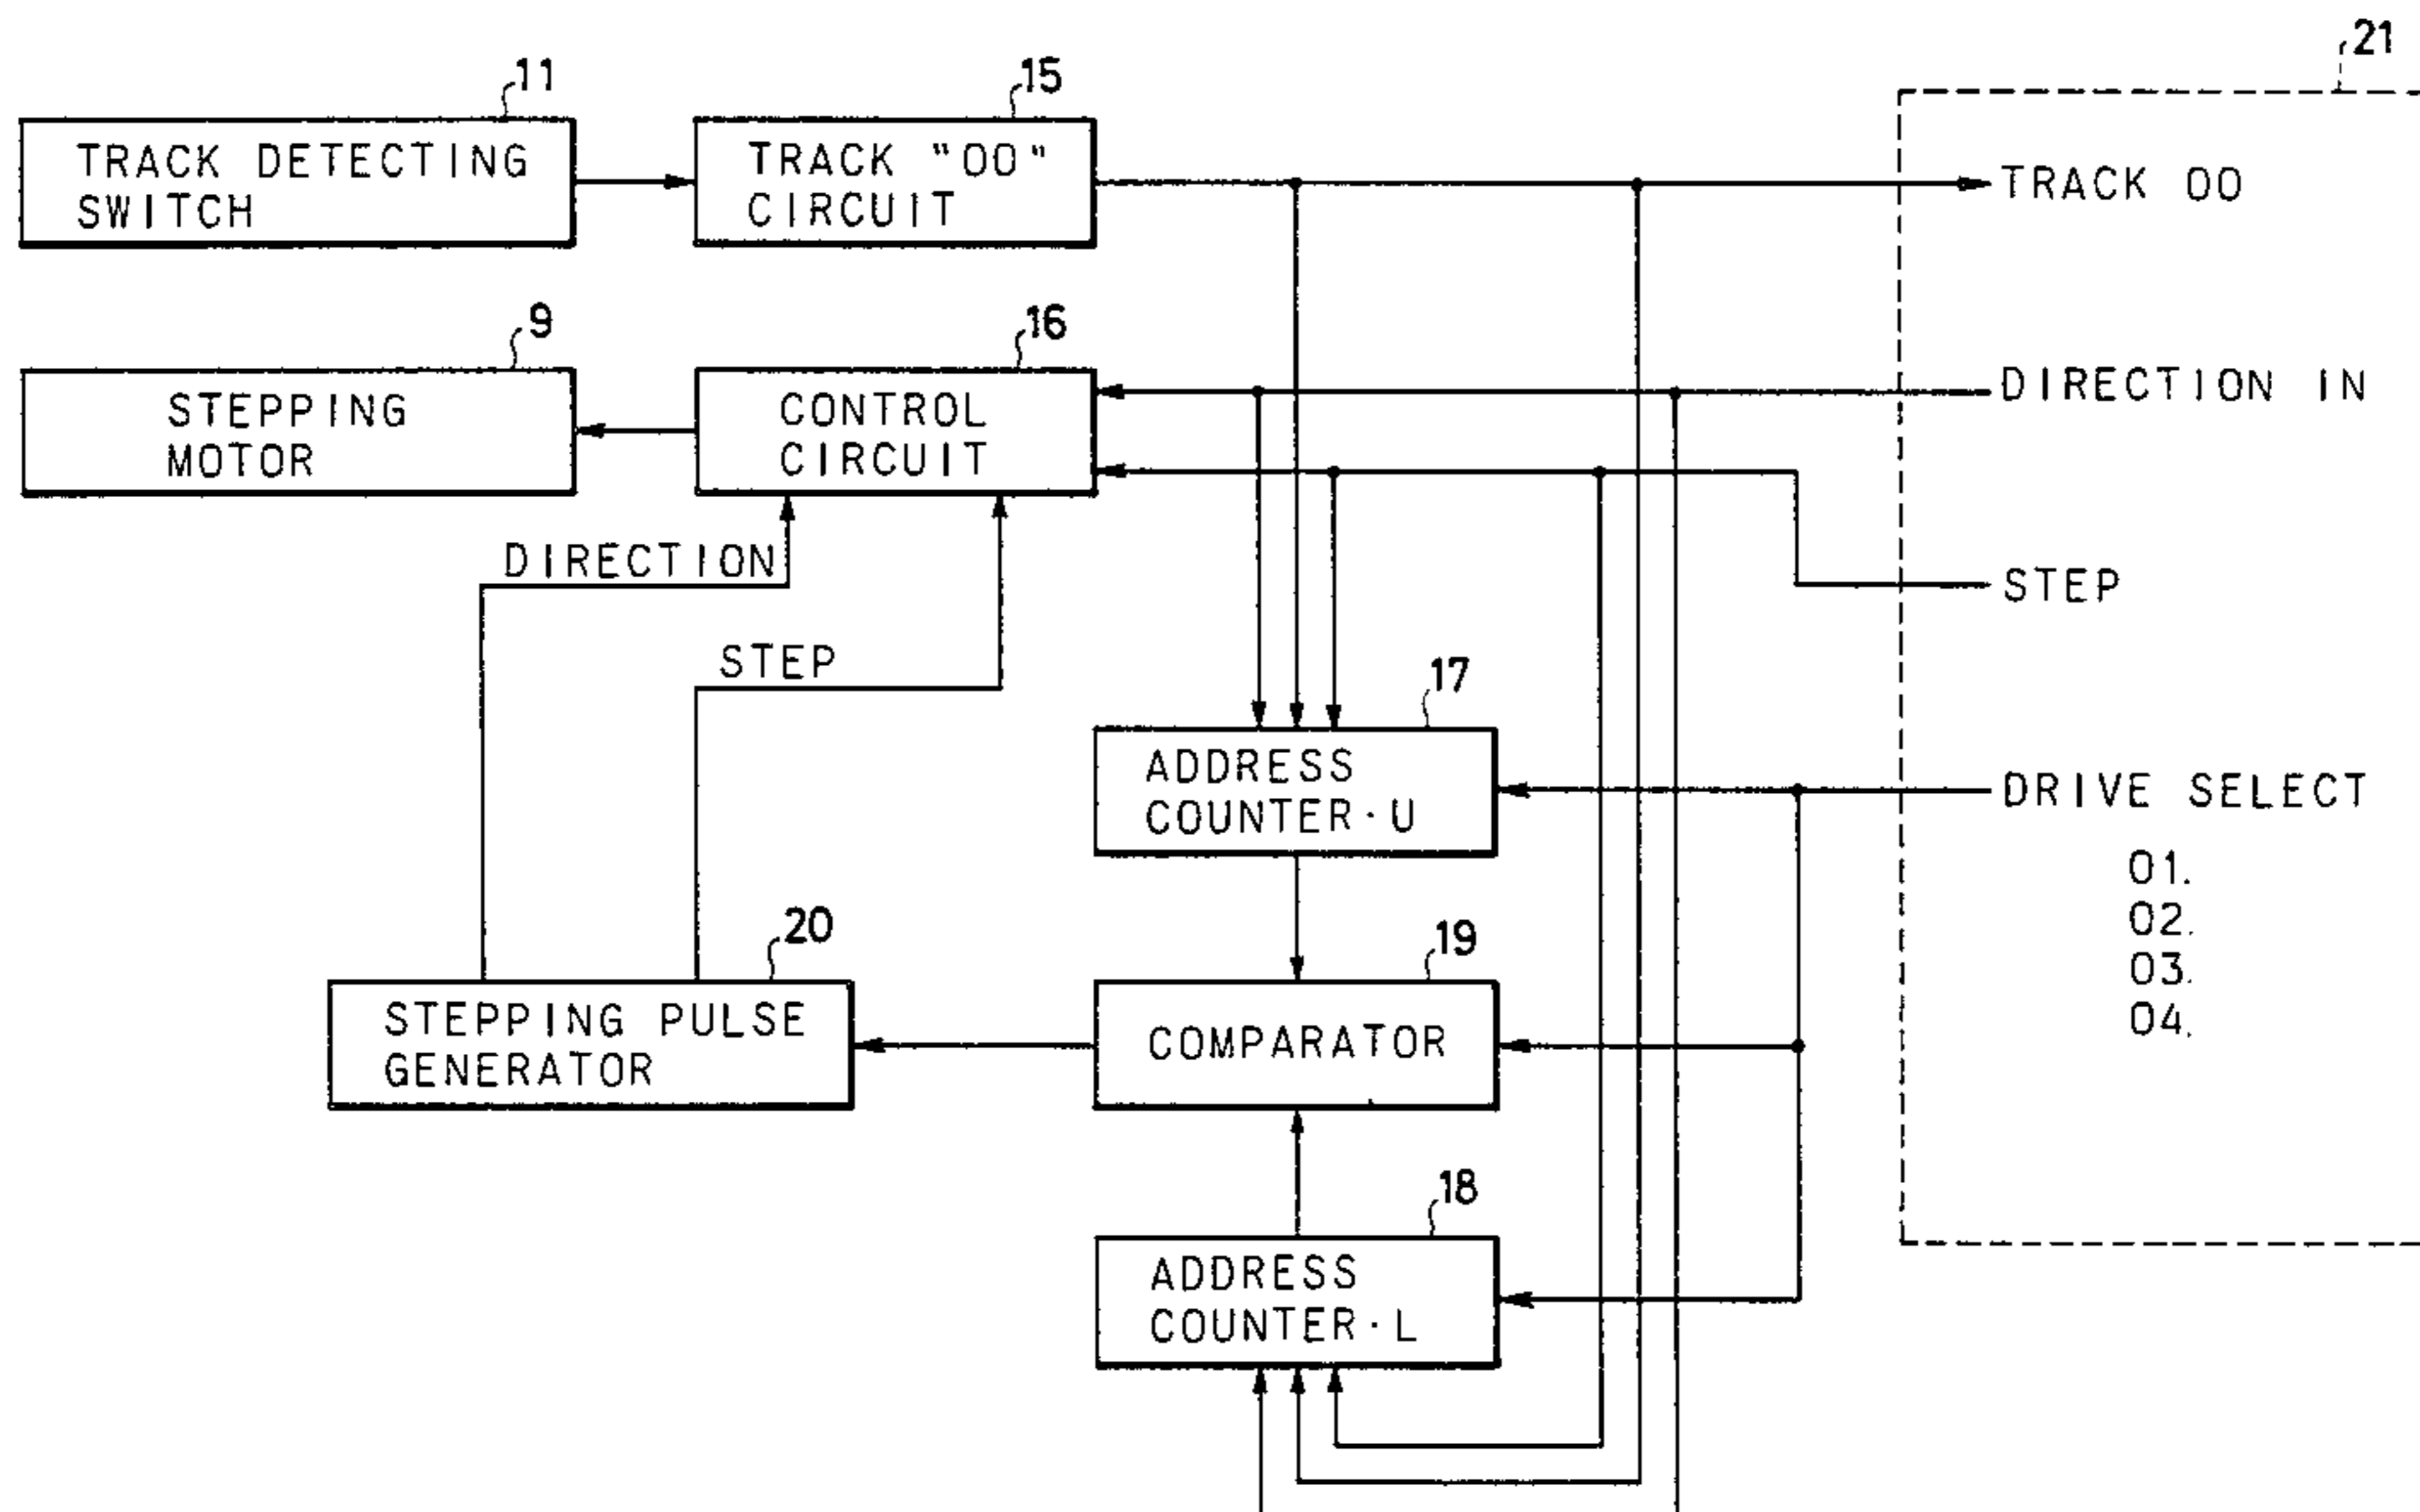 21
11
15
TRACK DETECTING
SWITCH
TRACK "00"
CIRCUIT
TRACK 00
9
16
STEPPING
MOTOR
CONTROL
CIRCUIT
DIRECTION IN
DIRECTION
STEP
STEP
17
ADDRESS
COUNTER·U
DRIVE SELECT
01.
02.
03.
04.
20
19
STEPPING PULSE
GENERATOR
COMPARATOR
18
ADDRESS
COUNTER·L